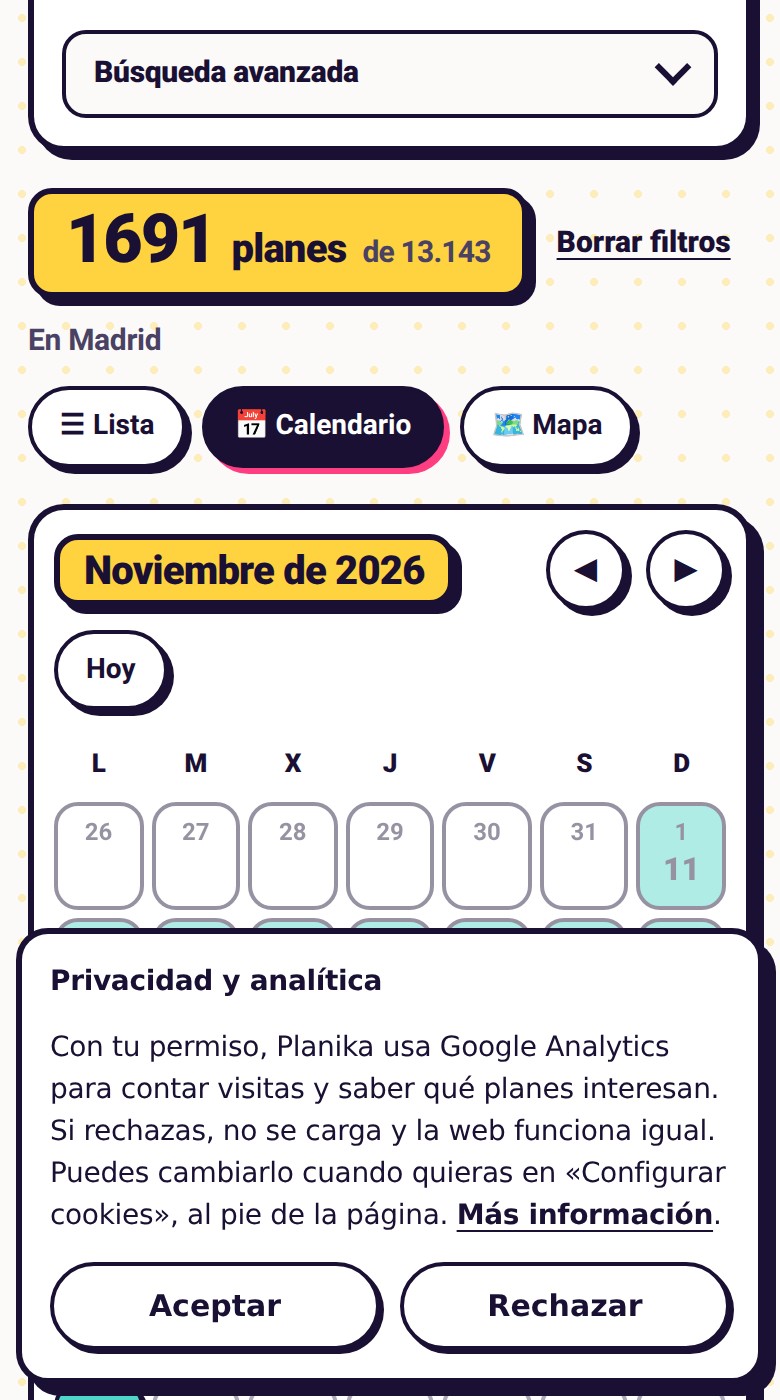 Búsqueda avanzada
1691 planes de 13.143
Borrar filtros
En Madrid
☰ Lista
July 17 Calendario
Mapa
Noviembre de 2026
◀ ▶
Hoy
L M X J V S D
26 27 28 29 30 31 1
11
Privacidad y analítica
Con tu permiso, Planika usa Google Analytics
para contar visitas y saber qué planes interesan.
Si rechazas, no se carga y la web funciona igual.
Puedes cambiarlo cuando quieras en «Configurar
cookies», al pie de la página. Más información.
Aceptar
Rechazar